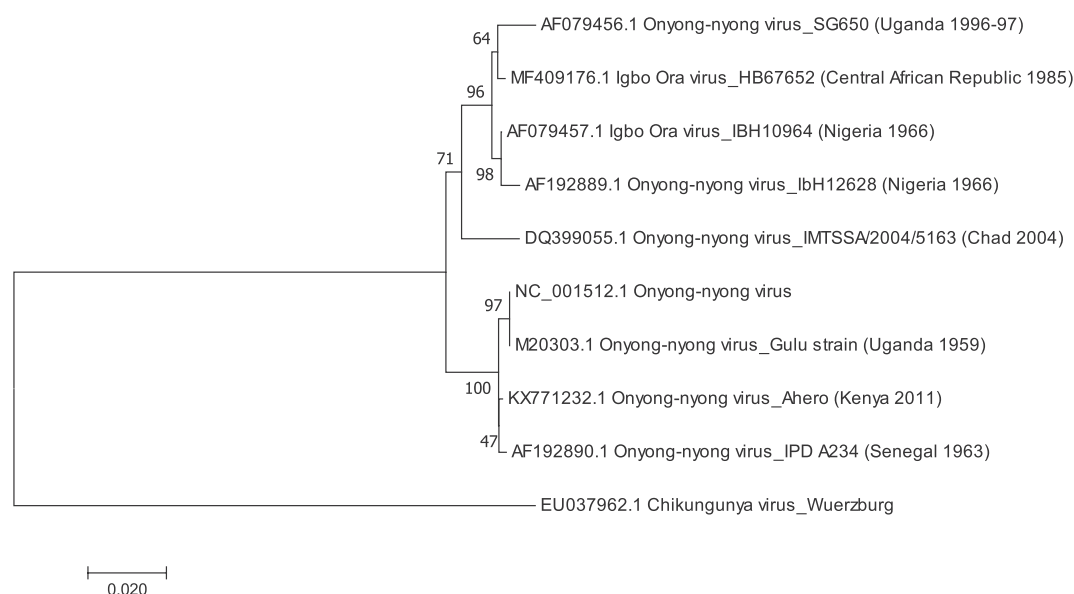 AF079456.1 Onyong-nyong virus_SG650 (Uganda 1996-97)
64
MF409176.1 Igbo Ora virus_HB67652 (Central African Republic 1985)
96
AF079457.1 Igbo Ora virus_IBH10964 (Nigeria 1966)
71
98
AF192889.1 Onyong-nyong virus_IbH12628 (Nigeria 1966)
DQ399055.1 Onyong-nyong virus_IMTSSA/2004/5163 (Chad 2004)
NC_001512.1 Onyong-nyong virus
97
M20303.1 Onyong-nyong virus_Gulu strain (Uganda 1959)
100
KX771232.1 Onyong-nyong virus_Ahero (Kenya 2011)
47
AF192890.1 Onyong-nyong virus_IPD A234 (Senegal 1963)
EU037962.1 Chikungunya virus_Wuerzburg
0.020